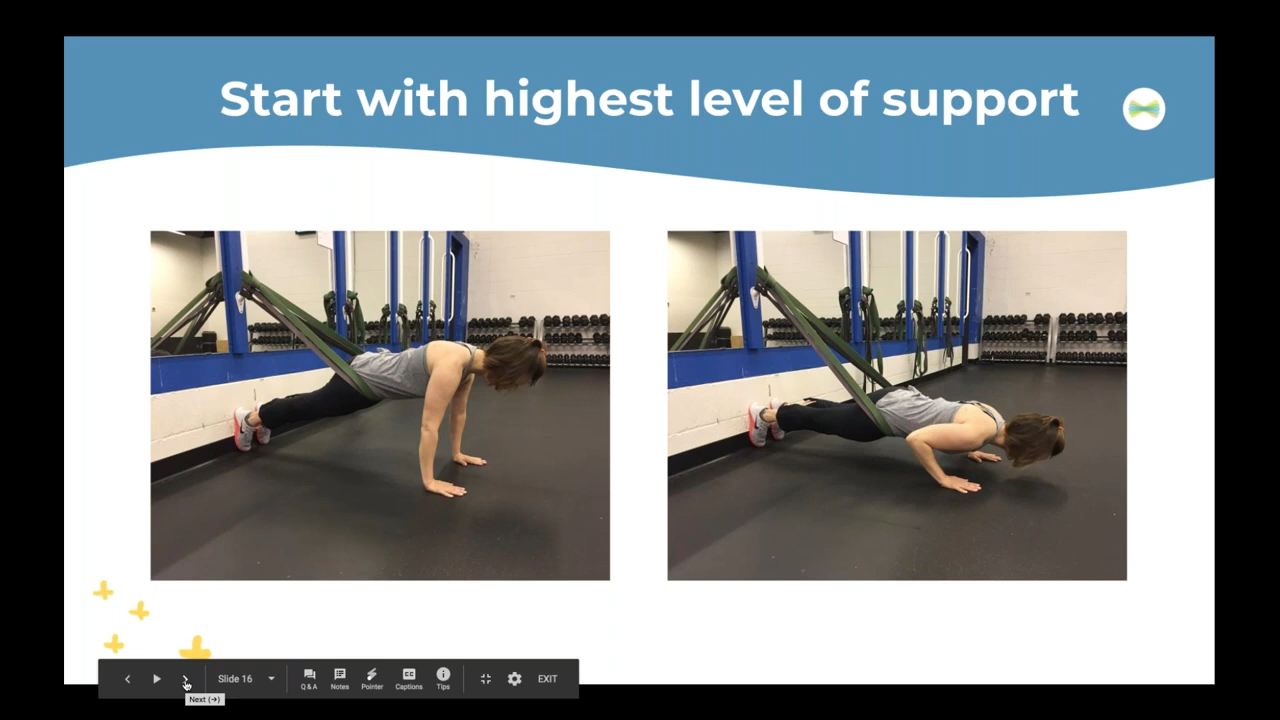 Start with highest level of support
Slide 16
Q & A
Notes
Pointer
Captions
Tips
EXIT
Next (→)